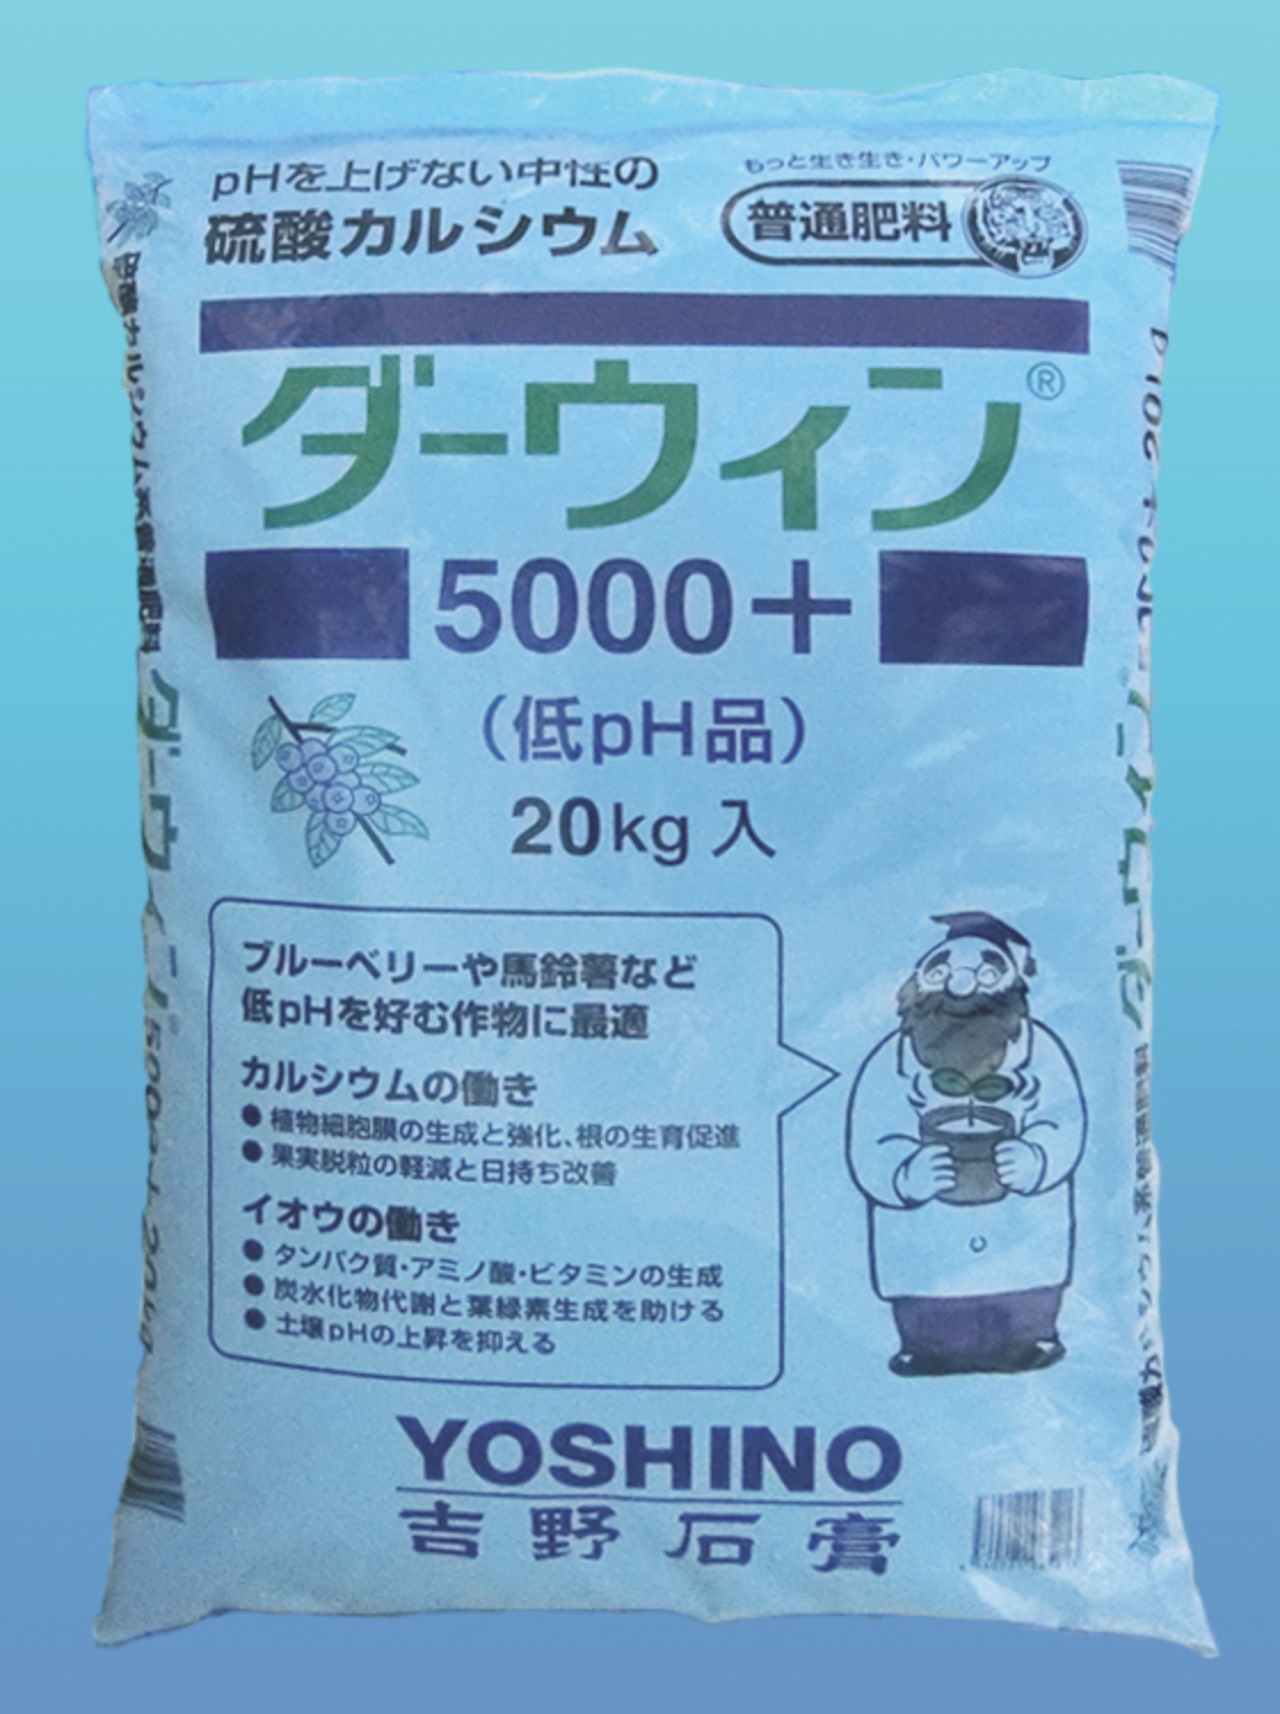 pHを上げない中性の
硫酸カルシウム
もっと生き生き・パワーアップ
普通肥料
ダーウィン®
5000+
（低pH品）
20kg入
ブルーベリーや馬鈴薯など
低pHを好む作物に最適
カルシウムの働き
● 植物細胞膜の生成と強化、根の生育促進
● 果実脱粒の軽減と日持ち改善
イオウの働き
● タンパク質・アミノ酸・ビタミンの生成
● 炭水化物代謝と葉緑素生成を助ける
● 土壌pHの上昇を抑える
YOSHINO
吉野石膏
ダーウィン 5000+ 20kg